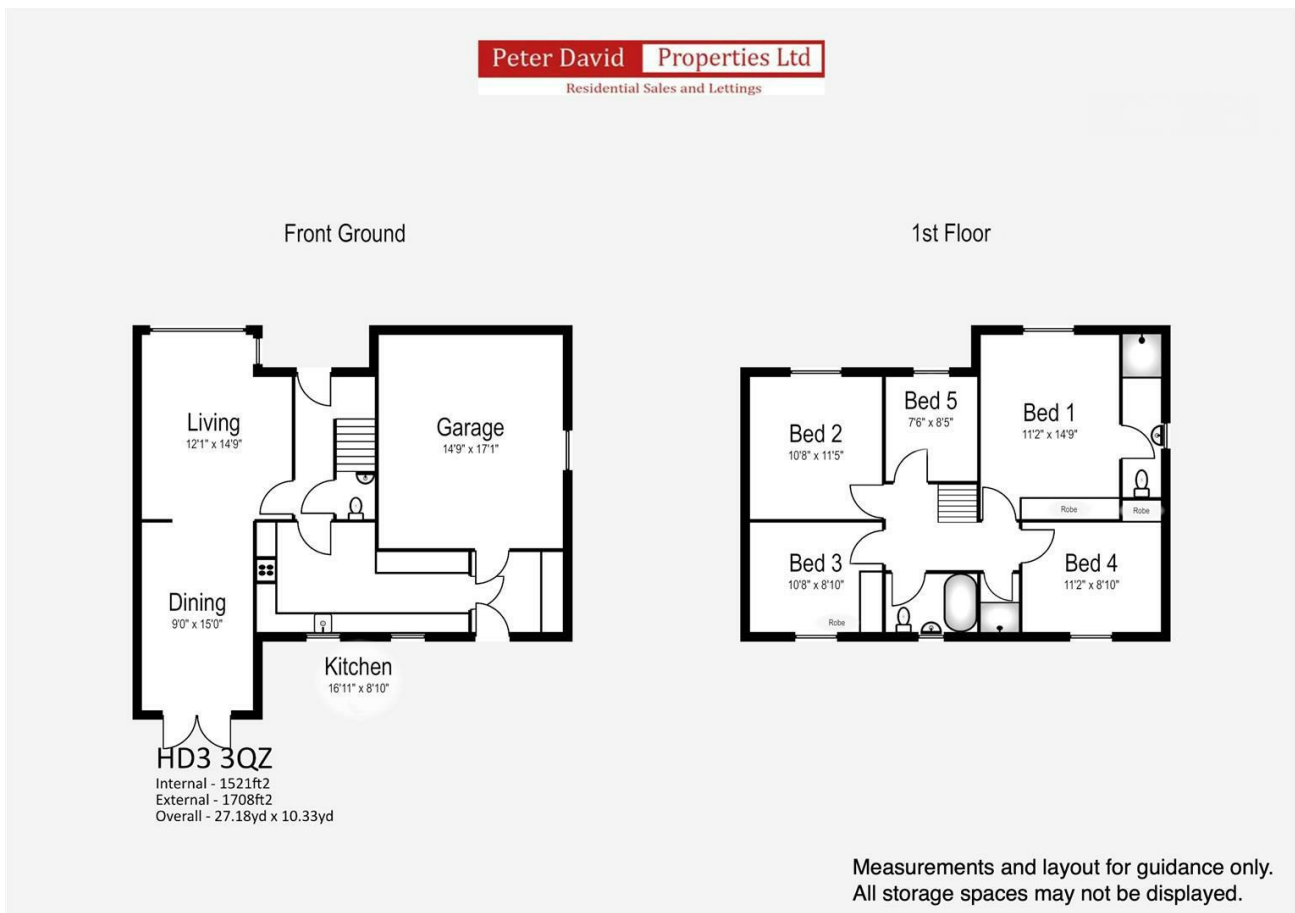 Peter David Properties Ltd
Residential Sales and Lettings
Front Ground
1st Floor
Living
12'1" x 14'9"
Garage
14'9" x 17'1"
Dining
9'0" x 15'0"
Kitchen
16'11" x 8'10"
Bed 5
7'6" x 8'5"
Bed 1
11'2" x 14'9"
Bed 2
10'8" x 11'5"
Robe
Robe
Bed 3
10'8" x 8'10"
Robe
Bed 4
11'2" x 8'10"
HD3 3QZ
Internal - 1521ft2
External - 1708ft2
Overall - 27.18yd x 10.33yd
Measurements and layout for guidance only.
All storage spaces may not be displayed.